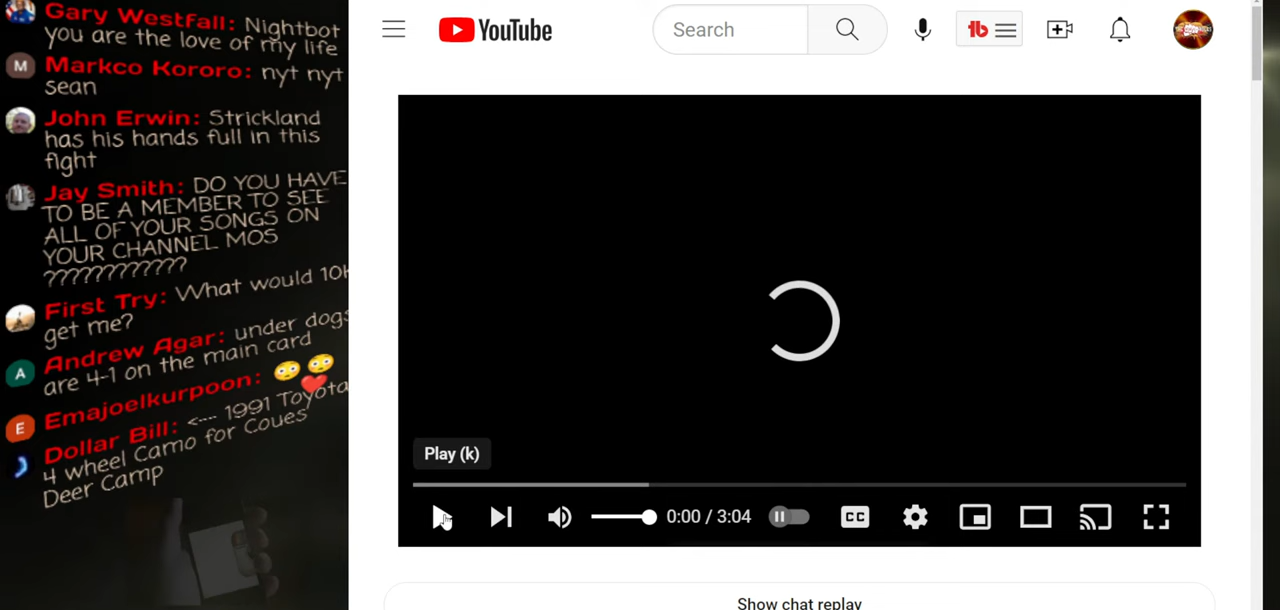 Gary Westfall: Nightbot
you are the love of my life
M Markco Kororo: nyt nyt
sean
John Erwin: Strickland
has his hands full in this
fight
Jay Smith: DO YOU HAVE
TO BE A MEMBER TO SEE
ALL OF YOUR SONGS ON
YOUR CHANNEL MOS
????????????
First Try: What would 10K
get me?
A Andrew Agar: under dogs
are 4-1 on the main card
E Emajoelkurpoon: 😳😳
❤️
Dollar Bill: <--- 1991 Toyota
4 wheel Camo for Coues
Deer Camp
YouTube
Search
tb
Play (k)
0:00 / 3:04
CC
Show chat replay